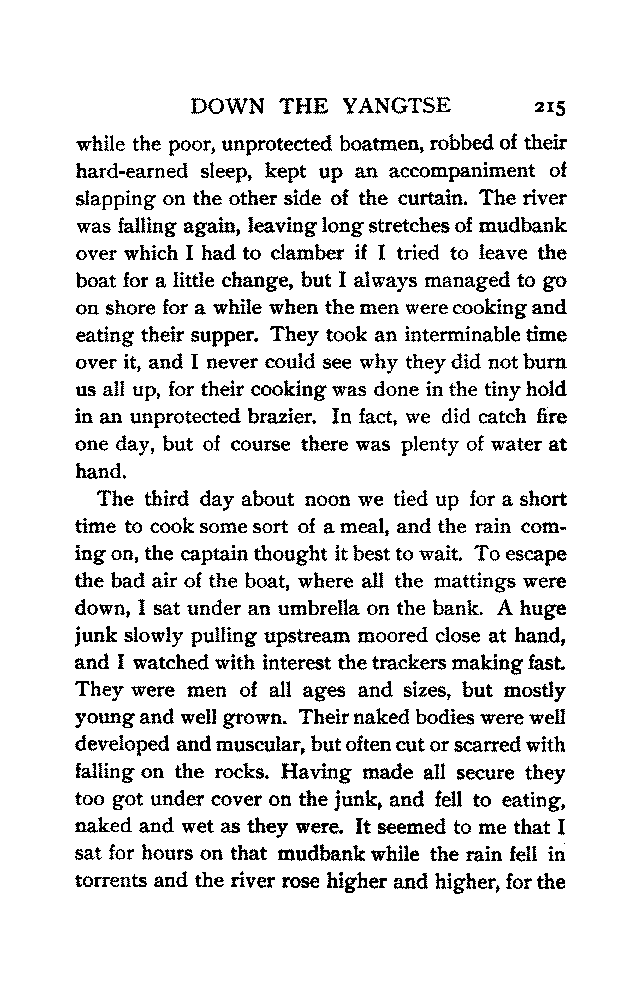 DOWN THE YANGTSE 215
while the poor, unprotected boatmen, robbed of their
hard-earned sleep, kept up an accompaniment of
slapping on the other side of the curtain. The river
was falling again, leaving long stretches of mudbank
over which I had to clamber if I tried to leave the
boat for a little change, but I always managed to go
on shore for a while when the men were cooking and
eating their supper. They took an interminable time
over it, and I never could see why they did not burn
us all up, for their cooking was done in the tiny hold
in an unprotected brazier. In fact, we did catch fire
one day, but of course there was plenty of water at
hand.
The third day about noon we tied up for a short
time to cook some sort of a meal, and the rain com-
ing on, the captain thought it best to wait. To escape
the bad air of the boat, where all the mattings were
down, I sat under an umbrella on the bank. A huge
junk slowly pulling upstream moored close at hand,
and I watched with interest the trackers making fast.
They were men of all ages and sizes, but mostly
young and well grown. Their naked bodies were well
developed and muscular, but often cut or scarred with
falling on the rocks. Having made all secure they
too got under cover on the junk, and fell to eating,
naked and wet as they were. It seemed to me that I
sat for hours on that mudbank while the rain fell in
torrents and the river rose higher and higher, for the